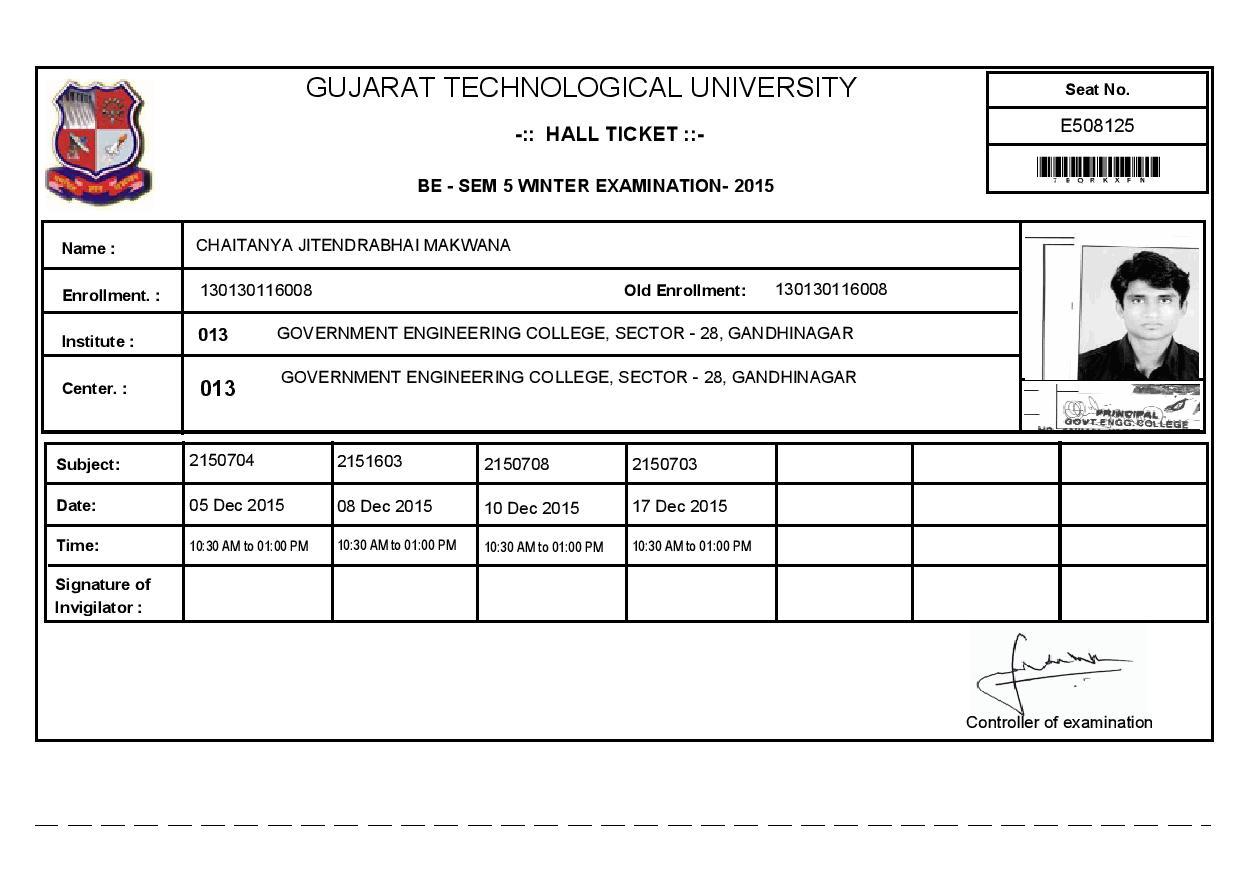 GUJARAT TECHNOLOGICAL UNIVERSITY
-:: HALL TICKET ::-
BE - SEM 5 WINTER EXAMINATION- 2015
Seat No.
E508125
7EQRKXFN
Name : CHAITANYA JITENDRABHAI MAKWANA
Enrollment. : 130130116008 Old Enrollment: 130130116008
Institute : 013 GOVERNMENT ENGINEERING COLLEGE, SECTOR - 28, GANDHINAGAR
Center. : 013 GOVERNMENT ENGINEERING COLLEGE, SECTOR - 28, GANDHINAGAR
PRINCIPAL
GOVT.ENGG.COLLEGE
Subject: 2150704 2151603 2150708 2150703
Date: 05 Dec 2015 08 Dec 2015 10 Dec 2015 17 Dec 2015
Time: 10:30 AM to 01:00 PM 10:30 AM to 01:00 PM 10:30 AM to 01:00 PM 10:30 AM to 01:00 PM
Signature of
Invigilator :
Controller of examination